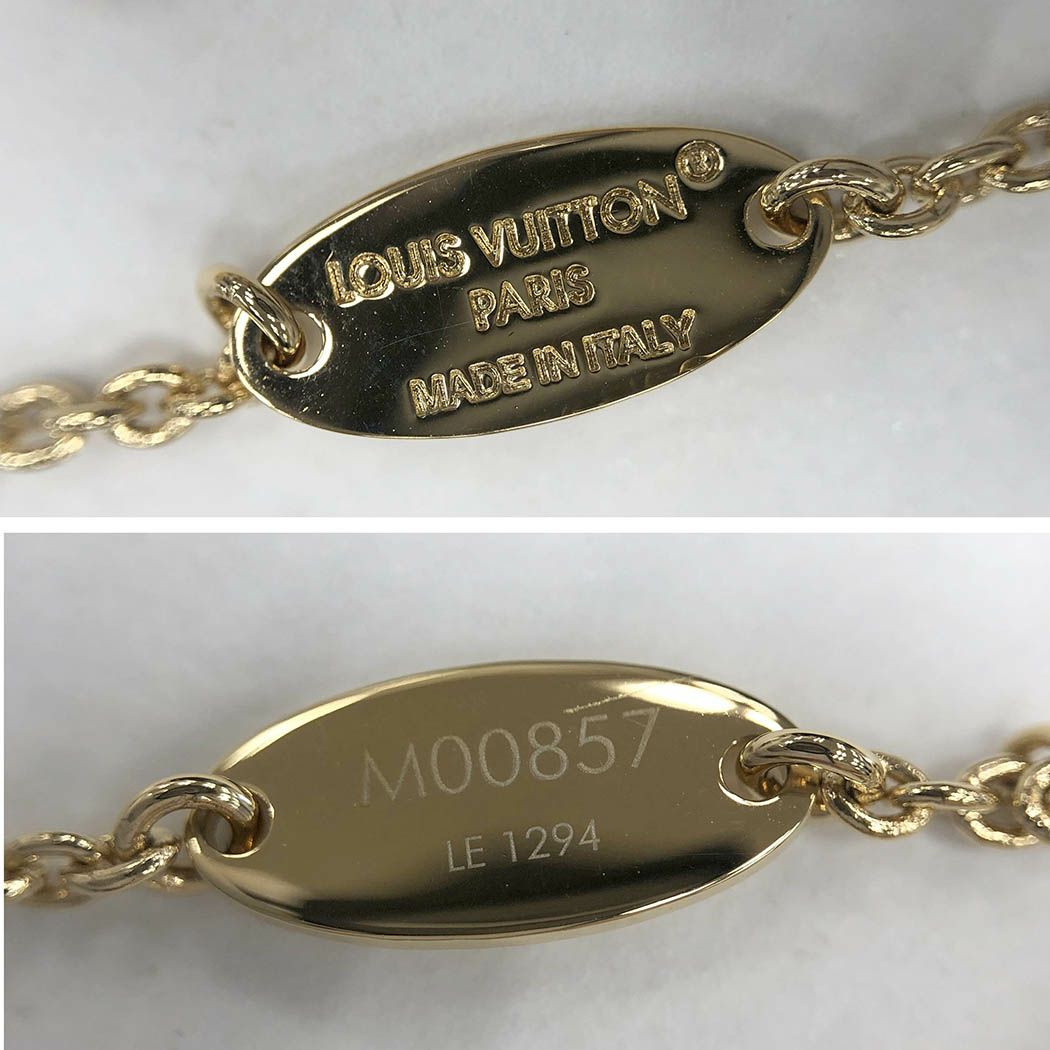 LOUIS VUITTON®
PARIS
MADE IN ITALY
M00857
LE 1294